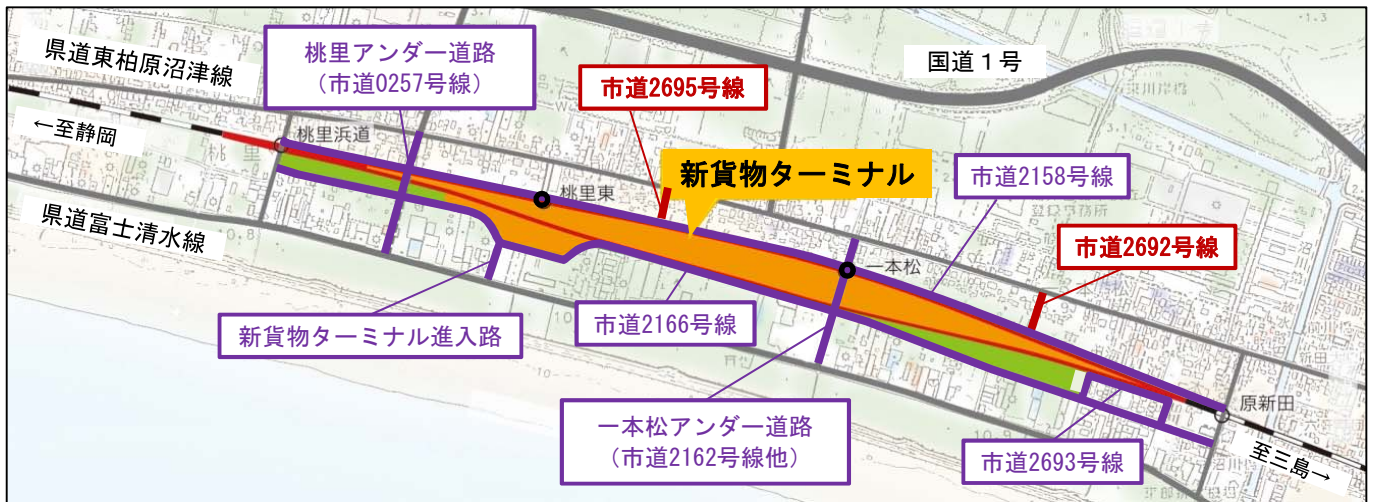 県道東柏原沼津線
←至静岡
県道富士清水線
桃里アンダー道路
(市道0257号線)
市道2695号線
国道1号
新貨物ターミナル
市道2158号線
市道2692号線
桃里浜道
桃里
桃里東
一本松
原新田
新貨物ターミナル進入路
市道2166号線
一本松アンダー道路
(市道2162号線他)
市道2693号線
至三島→
10.8